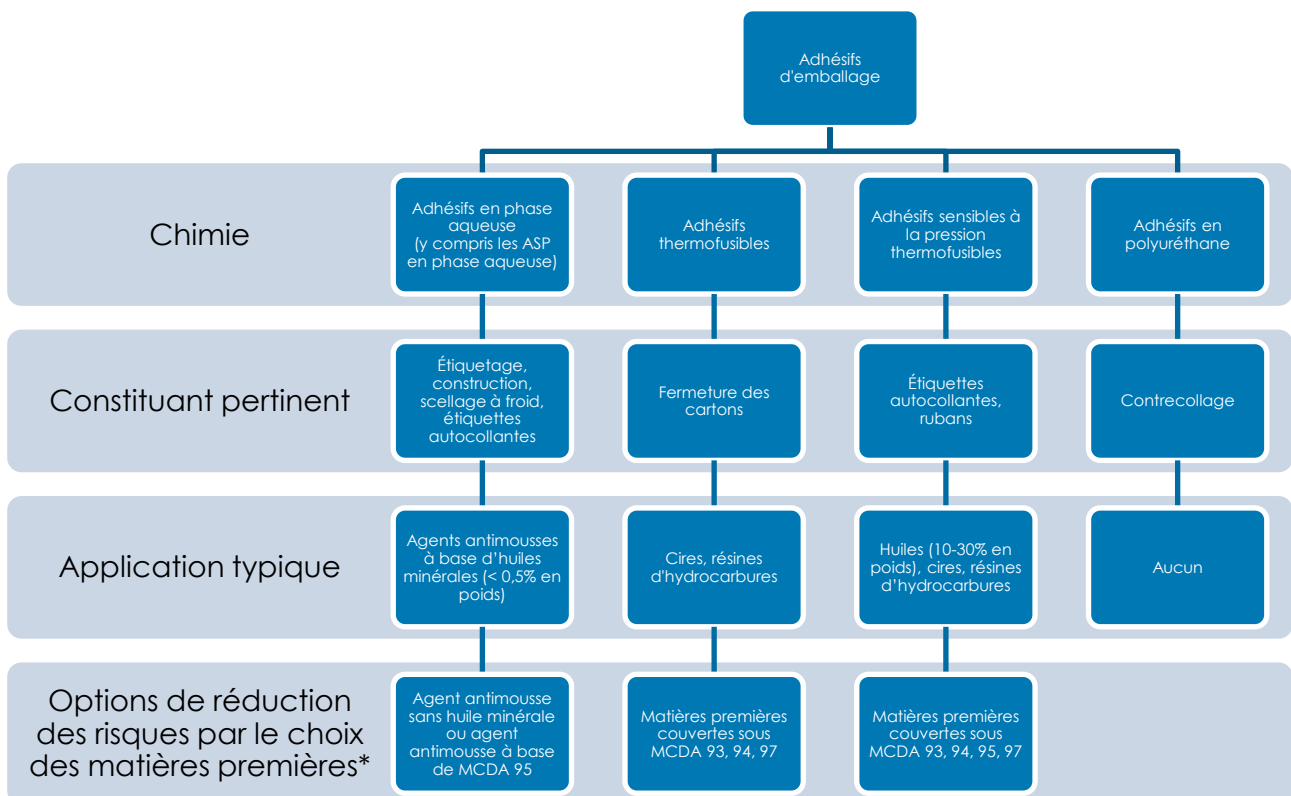 Adhésifs
d'emballage
Chimie
Adhésifs en phase
aqueuse
(y compris les ASP
en phase aqueuse)
Adhésifs
thermofusibles
Adhésifs sensibles à
la pression
thermofusibles
Adhésifs en
polyuréthane
Constituant pertinent
Étiquetage,
construction,
scellage à froid,
étiquettes
autocollantes
Fermeture des
cartons
Étiquettes
autocollantes,
rubans
Contrecollage
Application typique
Agents antimousses
à base d’huiles
minérales (< 0,5% en
poids)
Cires, résines
d'hydrocarbures
Huiles (10-30% en
poids), cires, résines
d’hydrocarbures
Aucun
Options de réduction
des risques par le choix
des matières premières*
Agent antimousse
sans huile minérale
ou agent
antimousse à base
de MCDA 95
Matières premières
couvertes sous
MCDA 93, 94, 97
Matières premières
couvertes sous
MCDA 93, 94, 95, 97